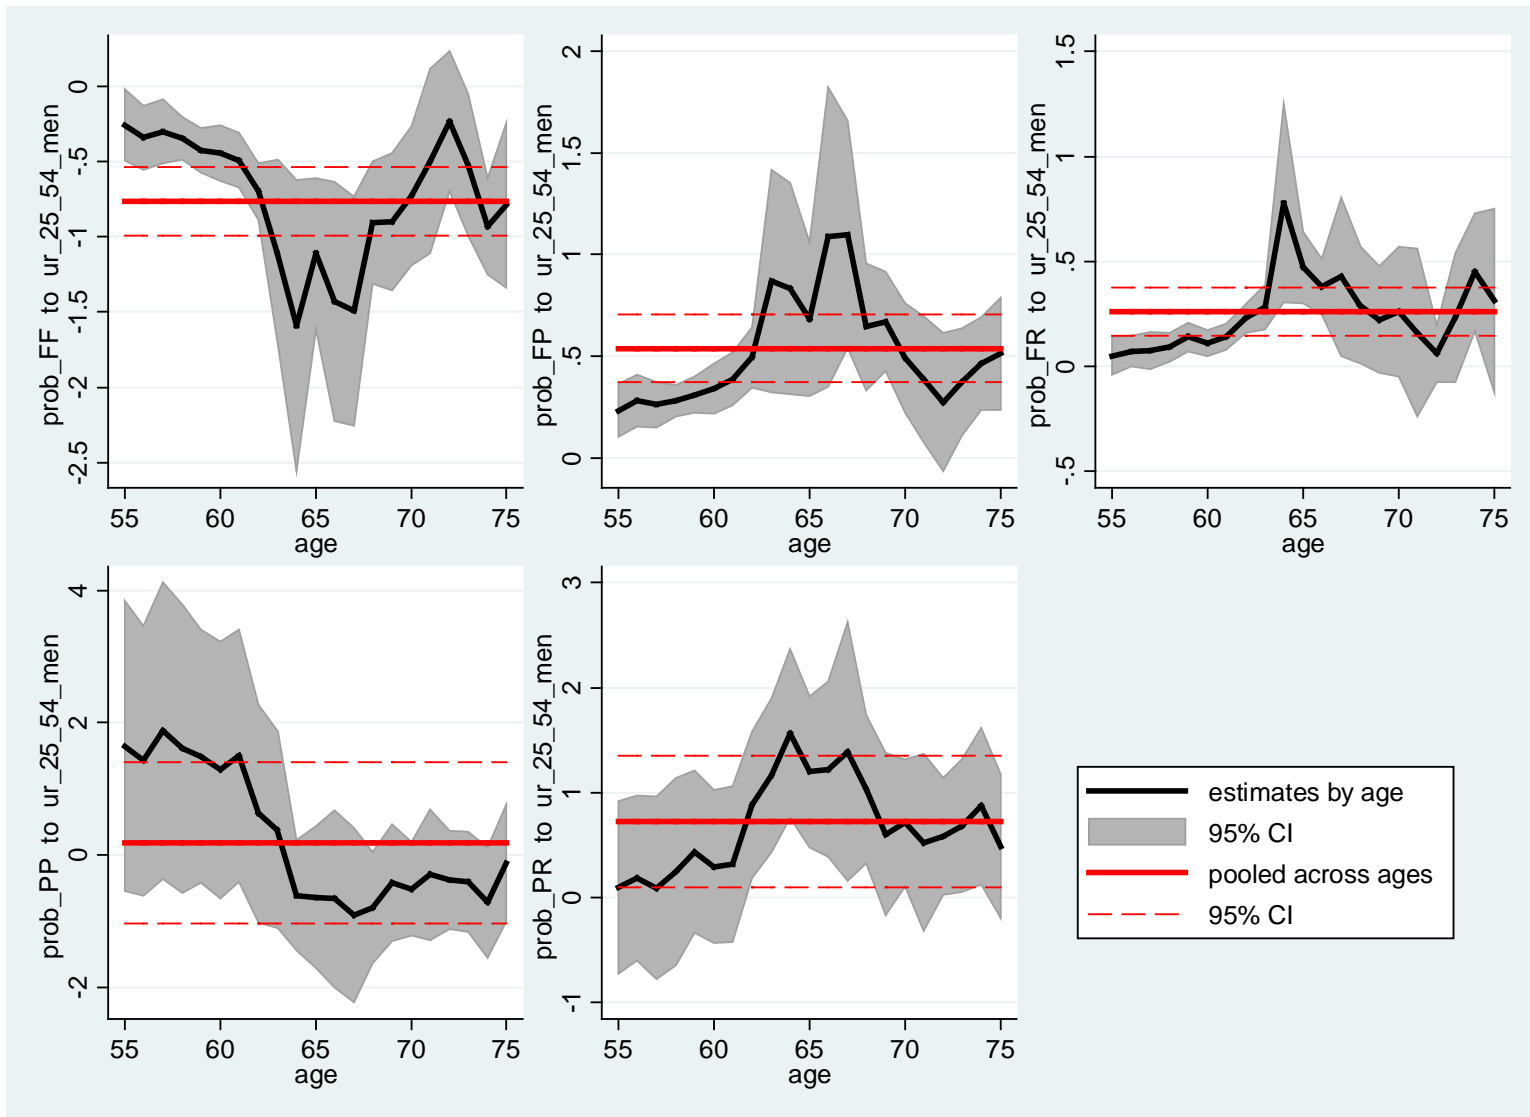 prob_FF to ur_25_54_men
0
-.5
-1
-1.5
-2
-2.5
55 60 65 70 75
age
prob_FP to ur_25_54_men
2
1.5
1
.5
0
55 60 65 70 75
age
prob_FR to ur_25_54_men
1.5
1
.5
0
-.5
55 60 65 70 75
age
prob_PP to ur_25_54_men
4
2
0
-2
55 60 65 70 75
age
prob_PR to ur_25_54_men
3
2
1
0
-1
55 60 65 70 75
age
estimates by age
95% CI
pooled across ages
95% CI